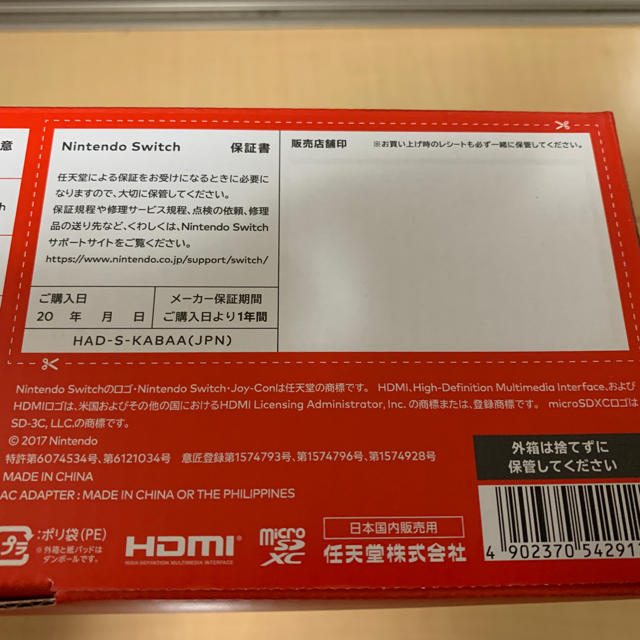 意
Nintendo Switch 保証書
任天堂による保証をお受けになるときに必要に
なりますので、大切に保管してください。
保証規程や修理サービス規程、点検の依頼、修理
品の送り先など、くわしくは、Nintendo Switch
サポートサイトをご覧ください。
https://www.nintendo.co.jp/support/switch/
ご購入日 メーカー保証期間
20 年 月 日 ご購入日より1年間
HAD-S-KABAA(JPN)
販売店舗印 ※お買い上げ時のレシートも必ず一緒に保管してください。
h
Nintendo Switchのロゴ・Nintendo Switch・Joy-Conは任天堂の商標です。 HDMI、High-Definition Multimedia Interface、および
HDMIロゴは、米国およびその他の国におけるHDMI Licensing Administrator, Inc. の商標または、登録商標です。 microSDXCロゴは
SD-3C, LLC.の商標です。
© 2017 Nintendo
特許第6074534号、第6121034号 意匠登録第1574793号、第1574796号、第1574928号
MADE IN CHINA
AC ADAPTER : MADE IN CHINA OR THE PHILIPPINES
外箱は捨てずに
保管してください
プラ
:ポリ袋(PE)
※外箱と紙パッドは
ダンボールです。
HDMI
HIGH-DEFINITION MULTIMEDIA INTERFACE
micro
SD
XC
日本国内販売用
任天堂株式会社
4 902370 54291